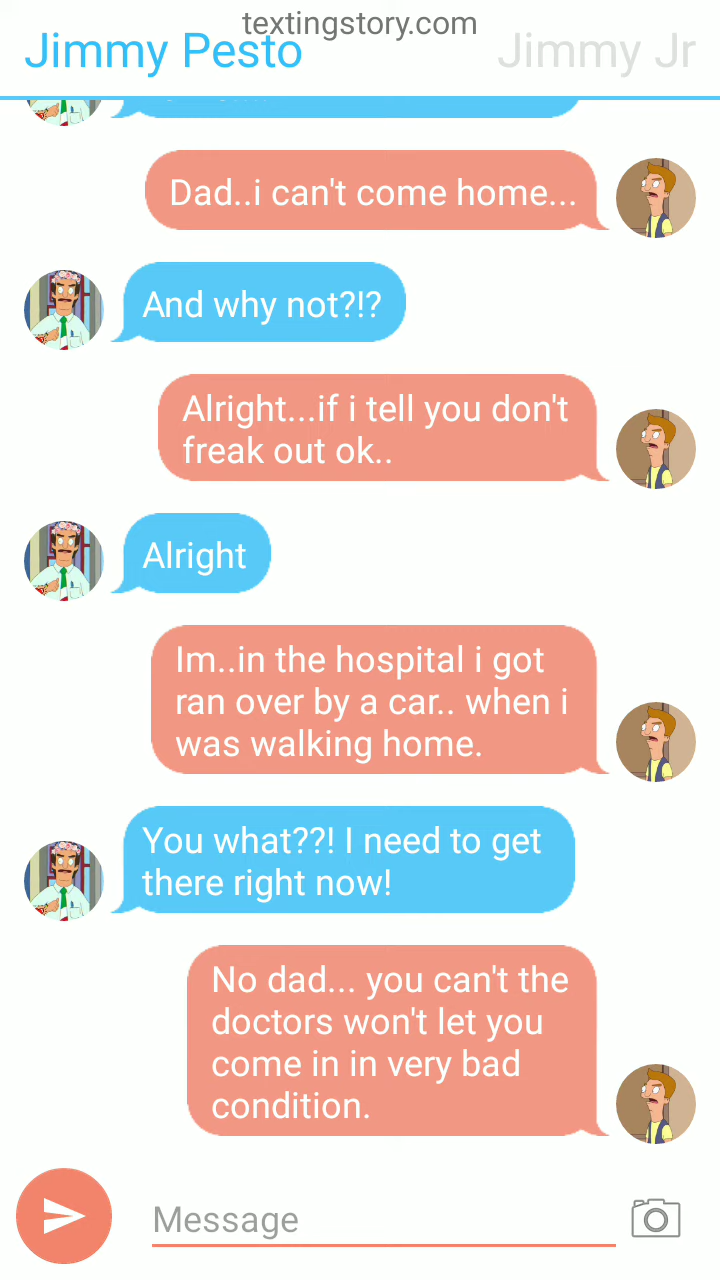 textingstory.com
Jimmy Pesto
Jimmy Jr
Dad..i can't come home...
And why not?!?
Alright...if i tell you don't
freak out ok..
Alright
Im..in the hospital i got
ran over by a car.. when i
was walking home.
You what??! I need to get
there right now!
No dad... you can't the
doctors won't let you
come in in very bad
condition.
Message